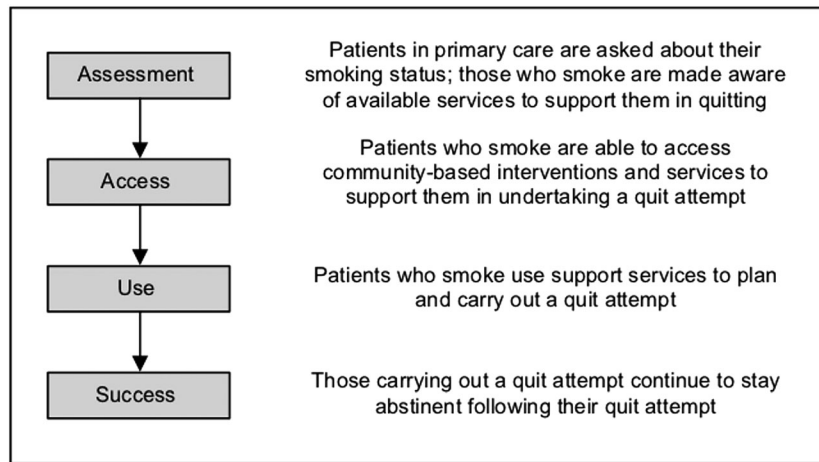 Assessment
Patients in primary care are asked about their
smoking status; those who smoke are made aware
of available services to support them in quitting
Access
Patients who smoke are able to access
community-based interventions and services to
support them in undertaking a quit attempt
Use
Patients who smoke use support services to plan
and carry out a quit attempt
Success
Those carrying out a quit attempt continue to stay
abstinent following their quit attempt